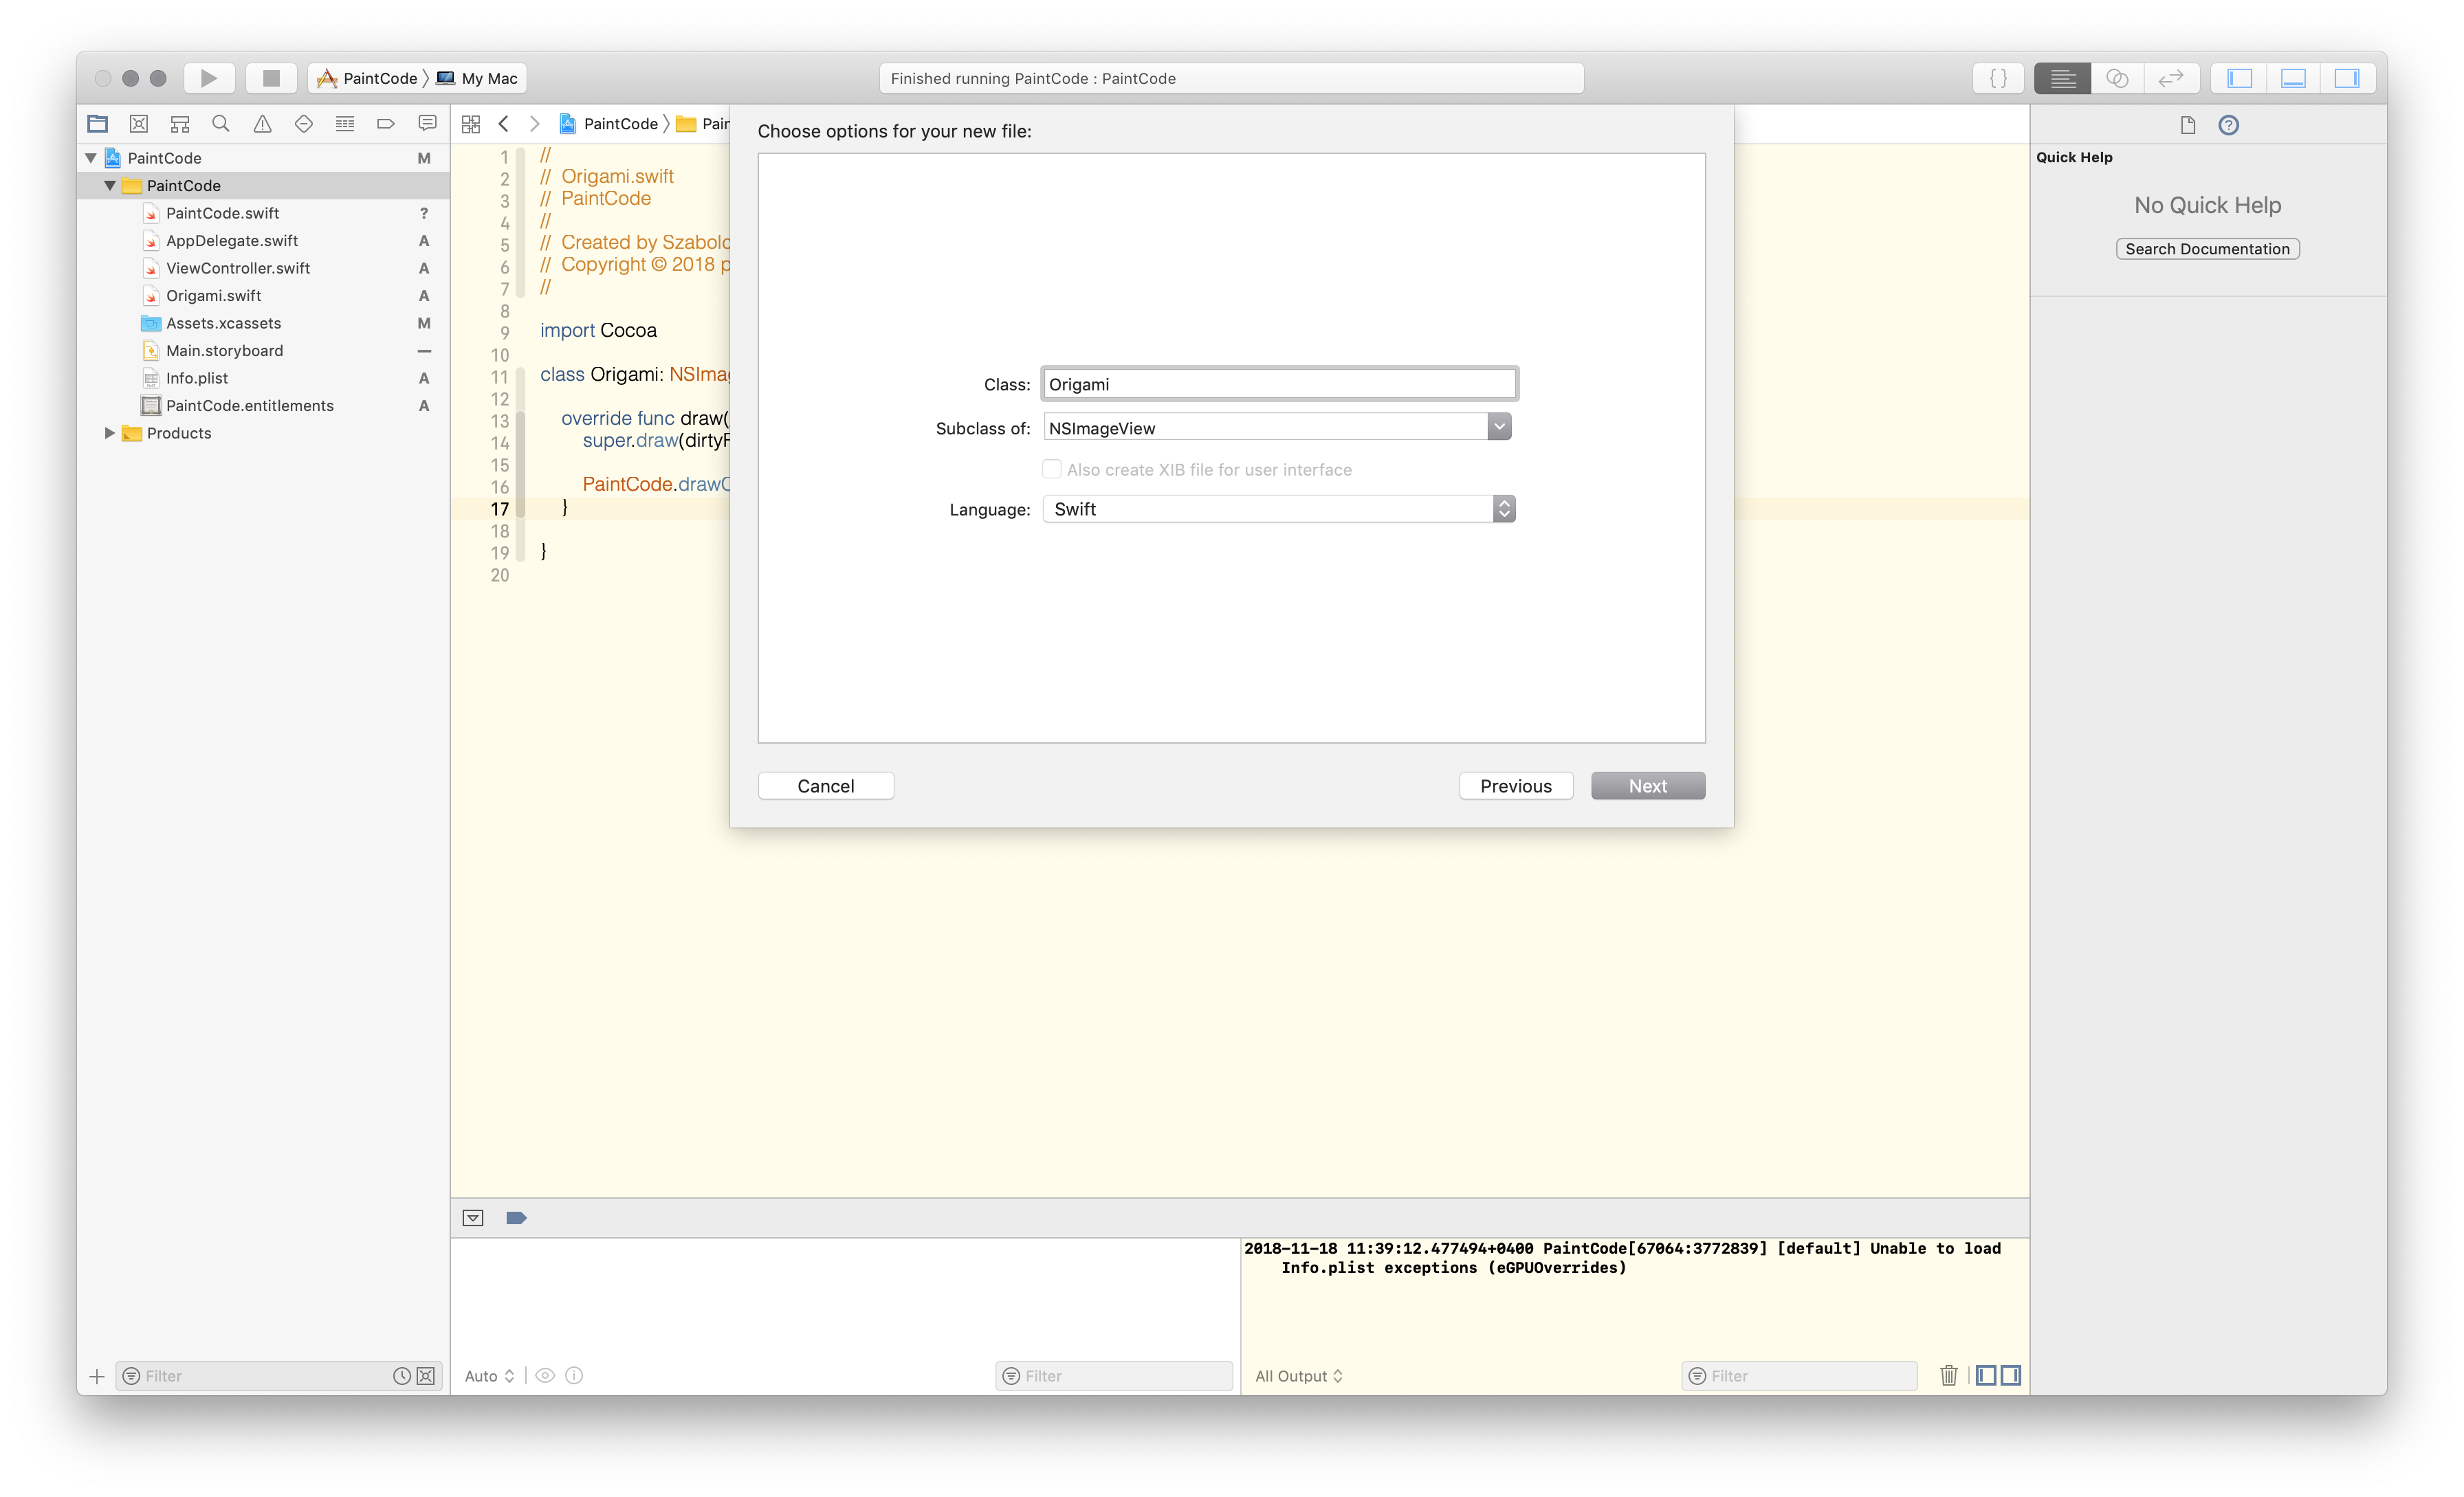 PaintCode 〉 My Mac
Finished running PaintCode : PaintCode
{ }
PaintCode M
PaintCode
PaintCode.swift ?
AppDelegate.swift A
ViewController.swift A
Origami.swift A
Assets.xcassets M
Main.storyboard —
Info.plist A
PaintCode.entitlements A
Products
Filter
PaintCode 〉
1 //
2 // Origami.swift
3 // PaintCode
4 //
5 // Created by
6 // Copyright © 2018
7 //
8
9 import Cocoa
10
11 class Origami:
12
13 override func draw(
14 super.draw(
15
16 PaintCode.
17 }
18
19 }
20
Choose options for your new file:
Class: Origami
Subclass of: NSImageView
Also create XIB file for user interface
Language: Swift
Cancel
Previous
Next
Quick Help
No Quick Help
Search Documentation
2018-11-18 11:39:12.477494+0400 PaintCode[67064:3772839] [default] Unable to load
Info.plist exceptions (eGPUOverrides)
Auto
Filter
All Output
Filter